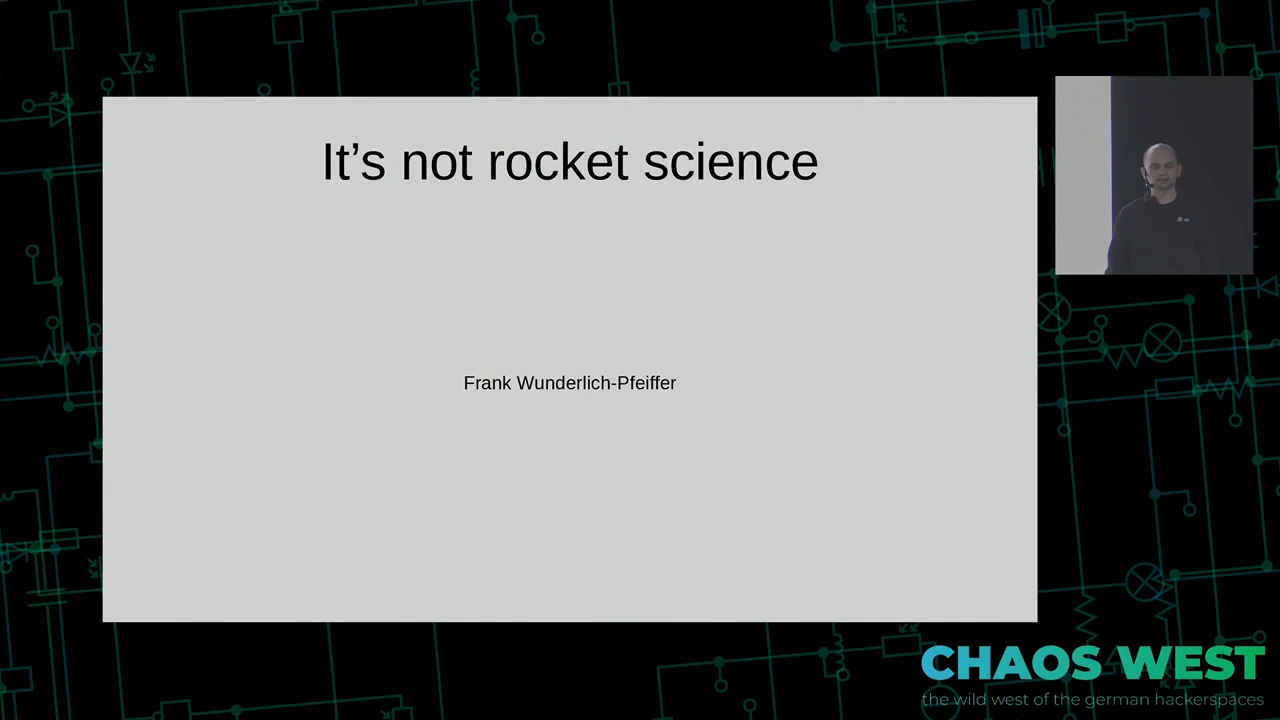 It’s not rocket science
Frank Wunderlich-Pfeiffer
CHAOS WEST
the wild west of the german hackerspaces